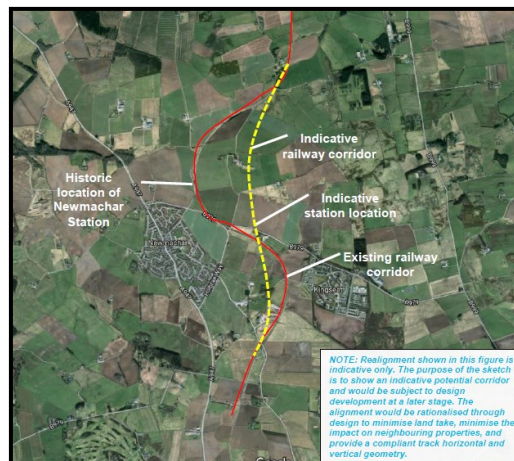 Indicative
railway corridor
Historic
location of
Newmachar
Station
Indicative
station location
Existing railway
corridor
Newmachar
Kingseat
NOTE: Realignment shown in this figure is
indicative only. The purpose of the sketch
is to show an indicative potential corridor
and would be subject to design
development at a later stage. The
alignment would be rationalised through
design to minimise land take, minimise the
impact on neighbouring properties, and
provide a compliant track horizontal and
vertical geometry.